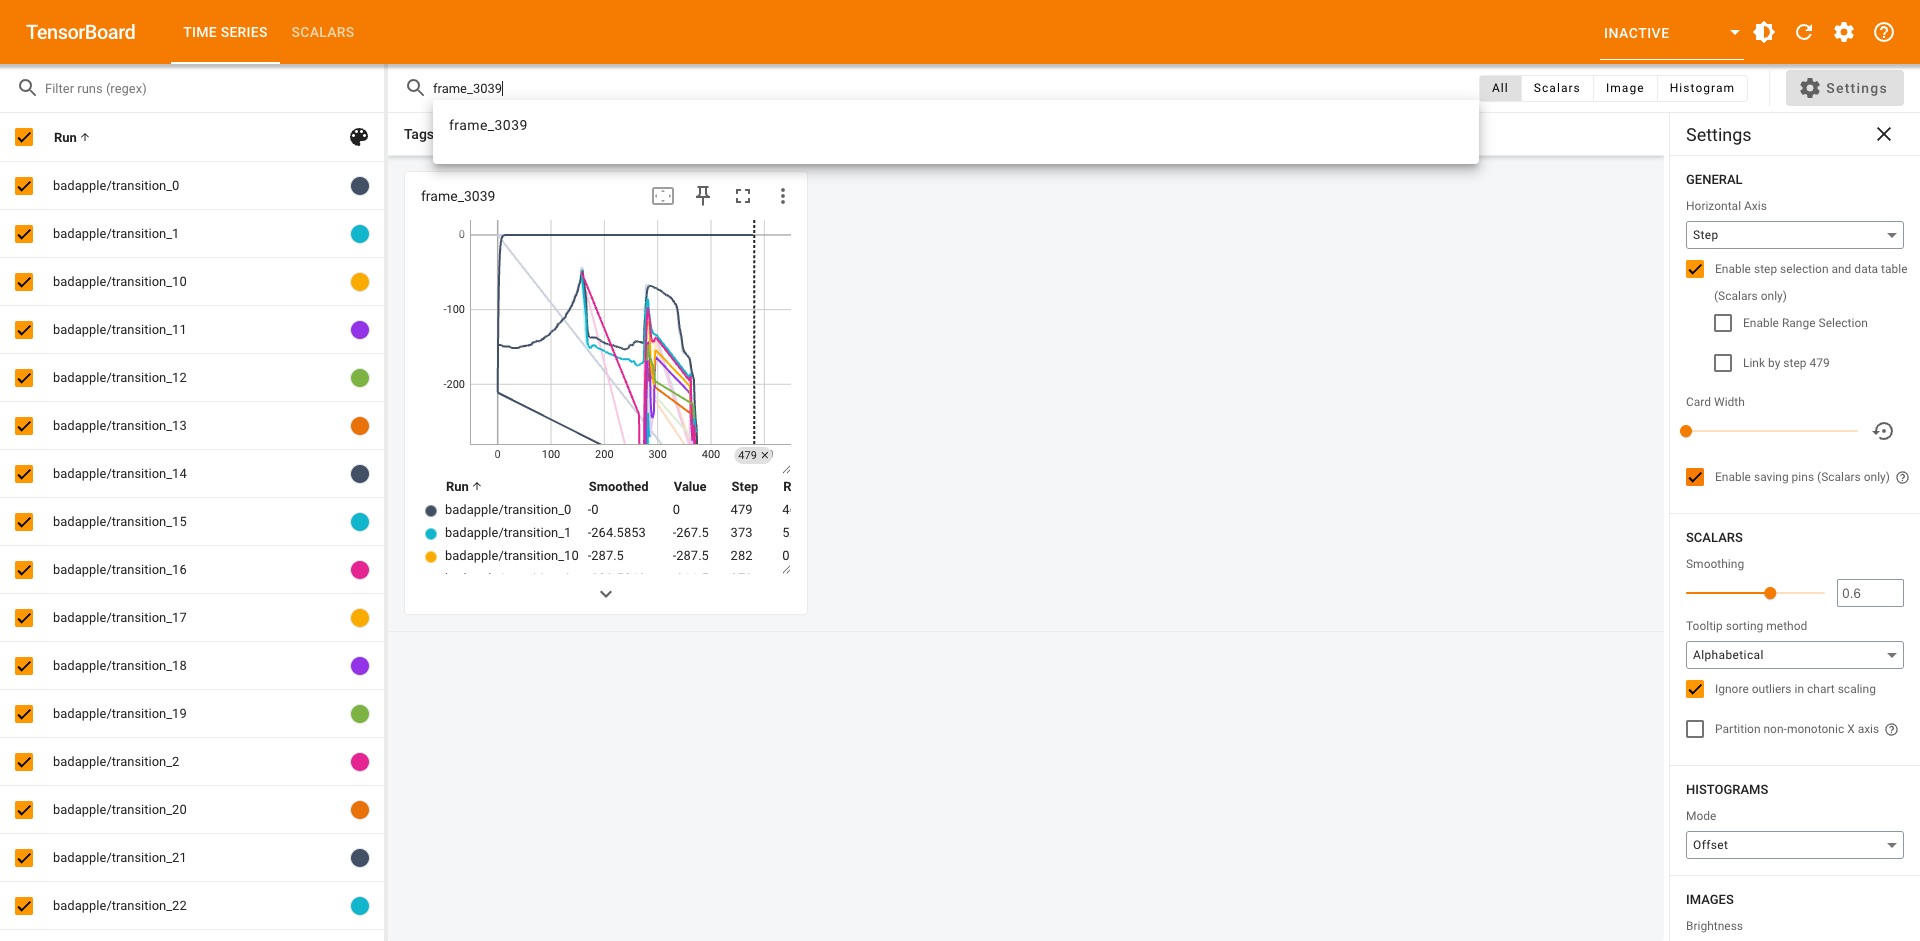 TensorBoard
TIME SERIES
SCALARS
INACTIVE
Filter runs (regex)
Run
badapple/transition_0
badapple/transition_1
badapple/transition_10
badapple/transition_11
badapple/transition_12
badapple/transition_13
badapple/transition_14
badapple/transition_15
badapple/transition_16
badapple/transition_17
badapple/transition_18
badapple/transition_19
badapple/transition_2
badapple/transition_20
badapple/transition_21
badapple/transition_22
frame_3039
All Scalars Image Histogram
Settings
frame_3039
Tags
frame_3039
0
-100
-200
0 100 200 300 400 479
Run Smoothed Value Step R
badapple/transition_0 -0 0 479 4
badapple/transition_1 -264.5853 -267.5 373 5
badapple/transition_10 -287.5 -287.5 282 0
Settings
GENERAL
Horizontal Axis
Step
Enable step selection and data table
(Scalars only)
Enable Range Selection
Link by step 479
Card Width
Enable saving pins (Scalars only)
SCALARS
Smoothing
0.6
Tooltip sorting method
Alphabetical
Ignore outliers in chart scaling
Partition non-monotonic X axis
HISTOGRAMS
Mode
Offset
IMAGES
Brightness